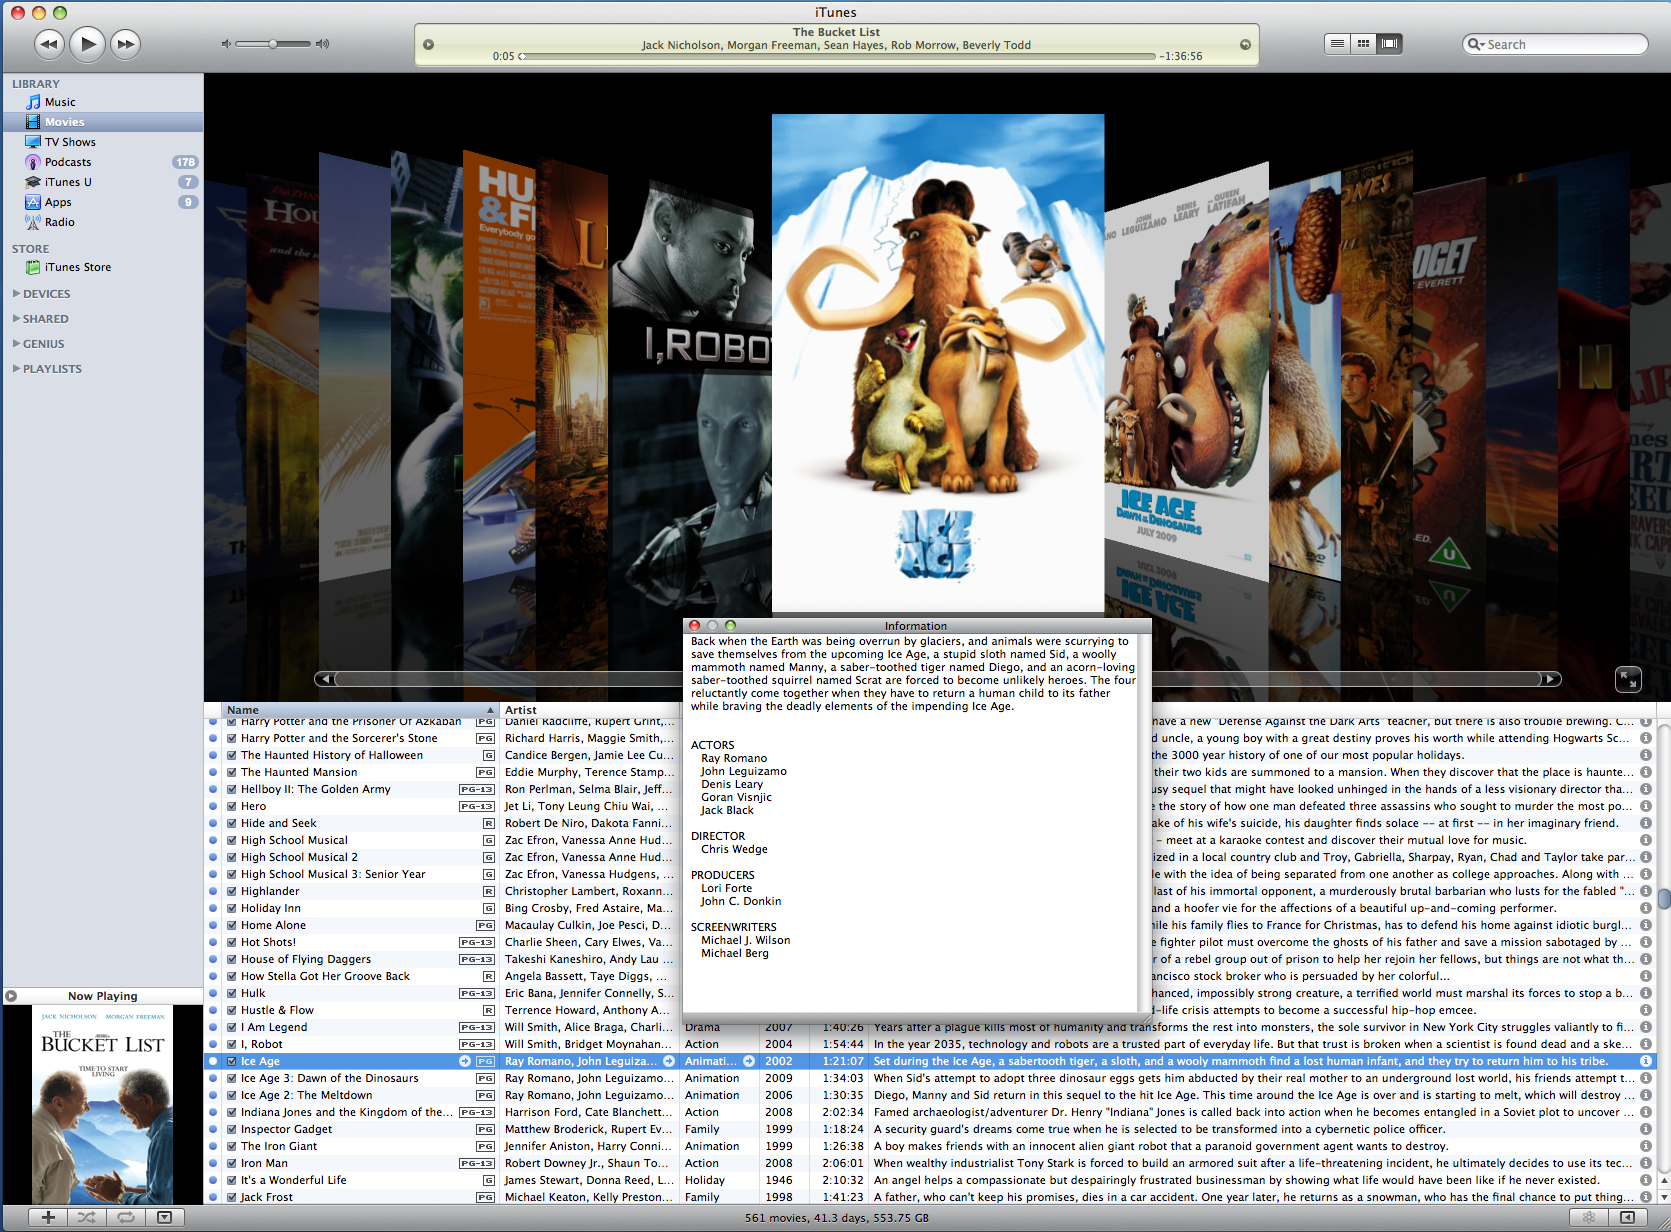 iTunes
The Bucket List
Jack Nicholson, Morgan Freeman, Sean Hayes, Rob Morrow, Beverly Todd
0:05
-1:36:56
Search
LIBRARY
Music
Movies
TV Shows
Podcasts 178
iTunes U 7
Apps 9
Radio
STORE
iTunes Store
DEVICES
SHARED
GENIUS
PLAYLISTS
HU
& F
Everybody go
I, ROBO
ICE
AGE
JOHN LEGUIZAMO DENIS LEARY QUEEN LATIFAH
ICE AGE
DAWN OF THE DINOSAURS
JULY 2009
ONES
DGET
EVERETT
U
Information
Back when the Earth was being overrun by glaciers, and animals were scurrying to
save themselves from the upcoming Ice Age, a stupid sloth named Sid, a woolly
mammoth named Manny, a saber-toothed tiger named Diego, and an acorn-loving
saber-toothed squirrel named Scrat are forced to become unlikely heroes. The four
reluctantly come together when they have to return a human child to its father
while braving the deadly elements of the impending Ice Age.
ACTORS
Ray Romano
John Leguizamo
Denis Leary
Goran Visnjic
Jack Black
DIRECTOR
Chris Wedge
PRODUCERS
Lori Forte
John C. Donkin
SCREENWRITERS
Michael J. Wilson
Michael Berg
Name Artist
Harry Potter and the Prisoner Of Azkaban PG Daniel Radcliffe, Rupert Grint,... have a new "Defense Against the Dark Arts" teacher, but there is also trouble brewing. C...
Harry Potter and the Sorcerer's Stone PG Richard Harris, Maggie Smith,... d uncle, a young boy with a great destiny proves his worth while attending Hogwarts Sc...
The Haunted History of Halloween G Candice Bergen, Jamie Lee Cu... the 3000 year history of one of our most popular holidays.
The Haunted Mansion PG Eddie Murphy, Terence Stamp... their two kids are summoned to a mansion. When they discover that the place is haunte...
Hellboy II: The Golden Army PG-13 Ron Perlman, Selma Blair, Jeff... usy sequel that might have looked unhinged in the hands of a less visionary director tha...
Hero PG-13 Jet Li, Tony Leung Chiu Wai, ... e the story of how one man defeated three assassins who sought to murder the most po...
Hide and Seek R Robert De Niro, Dakota Fanni... ake of his wife's suicide, his daughter finds solace -- at first -- in her imaginary friend.
High School Musical G Zac Efron, Vanessa Anne Hud... - meet at a karaoke contest and discover their mutual love for music.
High School Musical 2 G Zac Efron, Vanessa Anne Hud... ized in a local country club and Troy, Gabriella, Sharpay, Ryan, Chad and Taylor take par...
High School Musical 3: Senior Year G Zac Efron, Vanessa Hudgens, ... le with the idea of being separated from one another as college approaches. Along with ...
Highlander R Christopher Lambert, Roxann... last of his immortal opponent, a murderously brutal barbarian who lusts for the fabled "...
Holiday Inn G Bing Crosby, Fred Astaire, Ma... and a hoofer vie for the affections of a beautiful up-and-coming performer.
Home Alone PG Macaulay Culkin, Joe Pesci, D... hile his family flies to France for Christmas, has to defend his home against idiotic burgl...
Hot Shots! PG-13 Charlie Sheen, Cary Elwes, Va... e fighter pilot must overcome the ghosts of his father and save a mission sabotaged by ...
House of Flying Daggers PG-13 Takeshi Kaneshiro, Andy Lau ... r of a rebel group out of prison to help her rejoin her fellows, but things are not what th...
How Stella Got Her Groove Back R Angela Bassett, Taye Diggs, ... ancisco stock broker who is persuaded by her colorful...
Hulk PG-13 Eric Bana, Jennifer Connelly, S... hanced, impossibly strong creature, a terrified world must marshal its forces to stop a b...
Hustle & Flow R Terrence Howard, Anthony A... d-life crisis attempts to become a successful hip-hop emcee.
I Am Legend PG-13 Will Smith, Alice Braga, Charli... Drama 2007 1:40:26 Years after a plague kills most of humanity and transforms the rest into monsters, the sole survivor in New York City struggles valiantly to fi...
I, Robot PG-13 Will Smith, Bridget Moynahan... Action 2004 1:54:44 In the year 2035, technology and robots are a trusted part of everyday life. But that trust is broken when a scientist is found dead and a ske...
Ice Age PG Ray Romano, John Leguiza... Animati... 2002 1:21:07 Set during the Ice Age, a sabertooth tiger, a sloth, and a wooly mammoth find a lost human infant, and they try to return him to his tribe.
Ice Age 3: Dawn of the Dinosaurs PG Ray Romano, John Leguizamo... Animation 2009 1:34:03 When Sid's attempt to adopt three dinosaur eggs gets him abducted by their real mother to an underground lost world, his friends attempt t...
Ice Age 2: The Meltdown PG Ray Romano, John Leguizamo... Animation 2006 1:30:35 Diego, Manny and Sid return in this sequel to the hit Ice Age. This time around the Ice Age is over and is starting to melt, which will destroy ...
Indiana Jones and the Kingdom of the... PG-13 Harrison Ford, Cate Blanchett... Action 2008 2:02:34 Famed archaeologist/adventurer Dr. Henry "Indiana" Jones is called back into action when he becomes entangled in a Soviet plot to uncover ...
Inspector Gadget PG Matthew Broderick, Rupert Ev... Family 1999 1:18:24 A security guard's dreams come true when he is selected to be transformed into a cybernetic police officer.
The Iron Giant PG Jennifer Aniston, Harry Conni... Animation 1999 1:26:38 A boy makes friends with an innocent alien giant robot that a paranoid government agent wants to destroy.
Iron Man PG-13 Robert Downey Jr., Shaun To... Action 2008 2:06:01 When wealthy industrialist Tony Stark is forced to build an armored suit after a life-threatening incident, he ultimately decides to use its tec...
It's a Wonderful Life G James Stewart, Donna Reed, L... Holiday 1946 2:10:32 An angel helps a compassionate but despairingly frustrated businessman by showing what life would have been like if he never existed.
Jack Frost PG Michael Keaton, Kelly Preston... Family 1998 1:41:23 A father, who can't keep his promises, dies in a car accident. One year later, he returns as a snowman, who has the final chance to put thing...
Now Playing
JACK NICHOLSON MORGAN FREEMAN
THE
BUCKET LIST
TIME TO START
LIVING
561 movies, 41.3 days, 553.75 GB